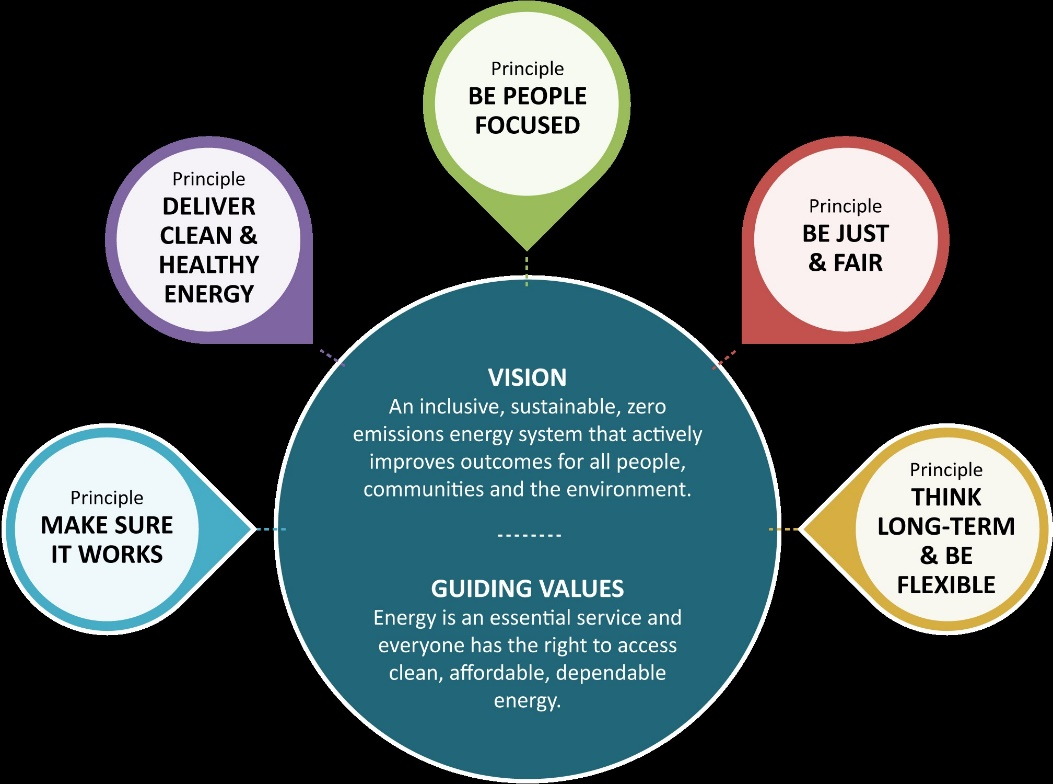 Principle
BE PEOPLE
FOCUSED
Principle
DELIVER
CLEAN &
HEALTHY
ENERGY
Principle
BE JUST
& FAIR
Principle
MAKE SURE
IT WORKS
Principle
THINK
LONG-TERM
& BE
FLEXIBLE
VISION
An inclusive, sustainable, zero
emissions energy system that actively
improves outcomes for all people,
communities and the environment.
--------
GUIDING VALUES
Energy is an essential service and
everyone has the right to access
clean, affordable, dependable
energy.